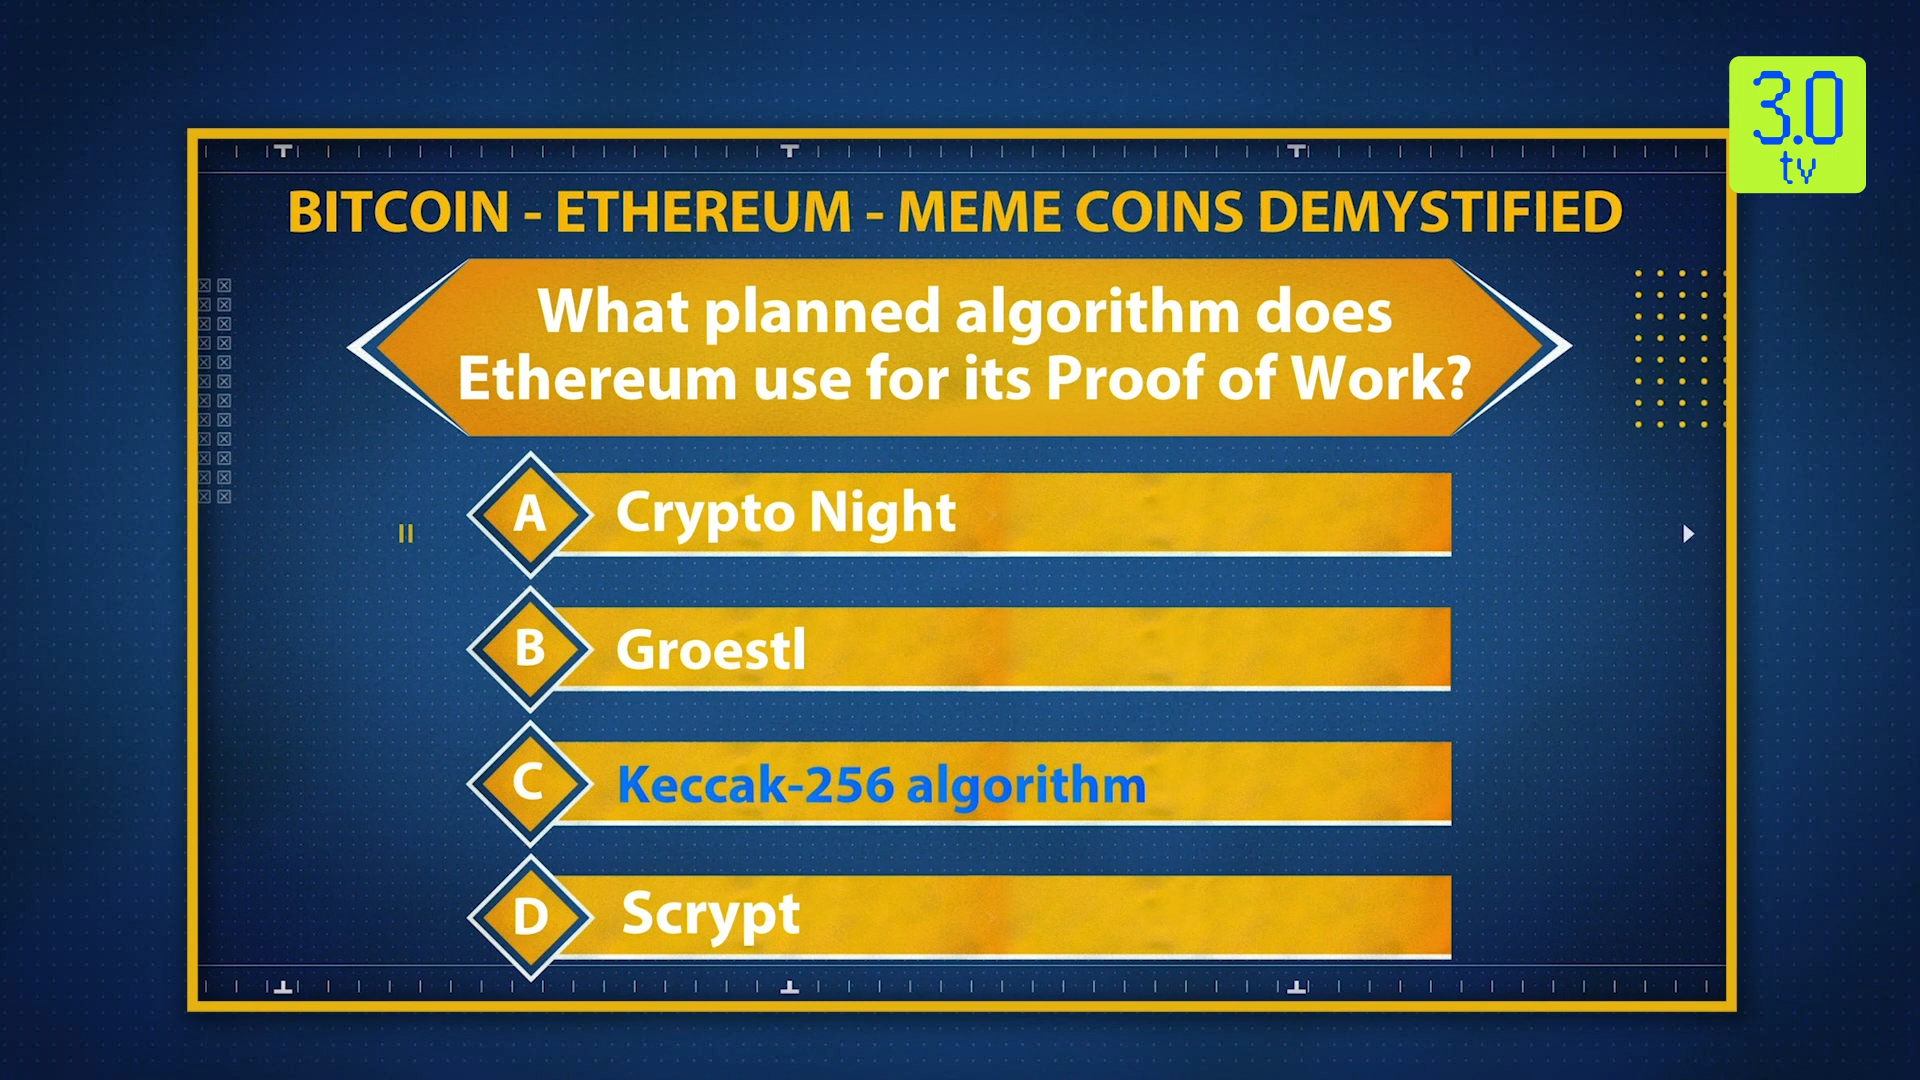 3.0
tv
BITCOIN - ETHEREUM - MEME COINS DEMYSTIFIED
What planned algorithm does
Ethereum use for its Proof of Work?
A Crypto Night
B Groestl
C Keccak-256 algorithm
D Scrypt